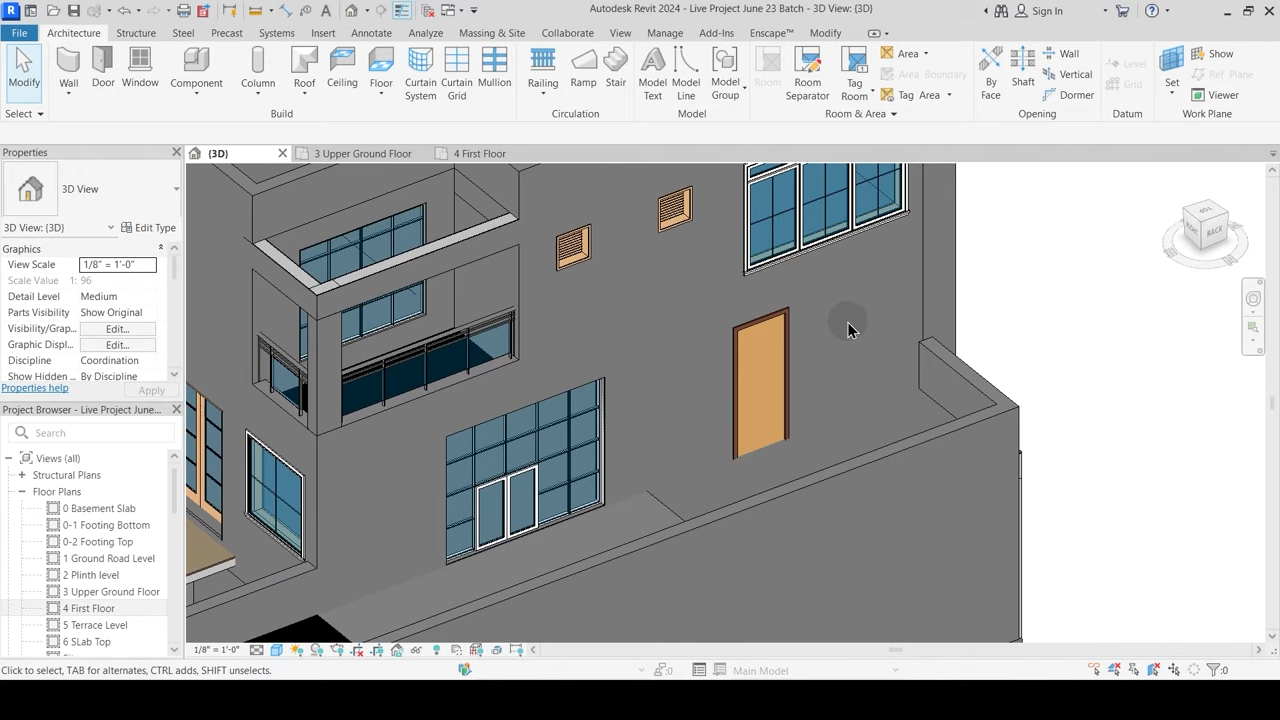 R
Autodesk Revit 2024 - Live Project June 23 Batch - 3D View: {3D}
Sign In
File Architecture Structure Steel Precast Systems Insert Annotate Analyze Massing & Site Collaborate View Manage Add-Ins Enscape™ Modify
Modify Wall Door Window Component Column Roof Ceiling Floor Curtain System Curtain Grid Mullion Railing Ramp Stair Model Text Model Line Model Group Room Room Separator Tag Room By Face Shaft Set
Area Wall Level Show
Area Boundary Vertical Grid Ref Plane
Tag Area Dormer Viewer
Select Build Circulation Model Room & Area Opening Datum Work Plane
Properties
{3D} 3 Upper Ground Floor 4 First Floor
3D View
3D View: {3D} Edit Type
Graphics
View Scale 1/8" = 1'-0"
Scale Value 1: 96
Detail Level Medium
Parts Visibility Show Original
Visibility/Grap... Edit...
Graphic Displ... Edit...
Discipline Coordination
Show Hidden ... By Discipline
Properties help Apply
Project Browser - Live Project June...
Search
Views (all)
Structural Plans
Floor Plans
0 Basement Slab
0-1 Footing Bottom
0-2 Footing Top
1 Ground Road Level
2 Plinth level
3 Upper Ground Floor
4 First Floor
5 Terrace Level
6 SLab Top
TOP
BACK
1/8" = 1'-0"
Click to select, TAB for alternates, CTRL adds, SHIFT unselects.
:0
Main Model
:0